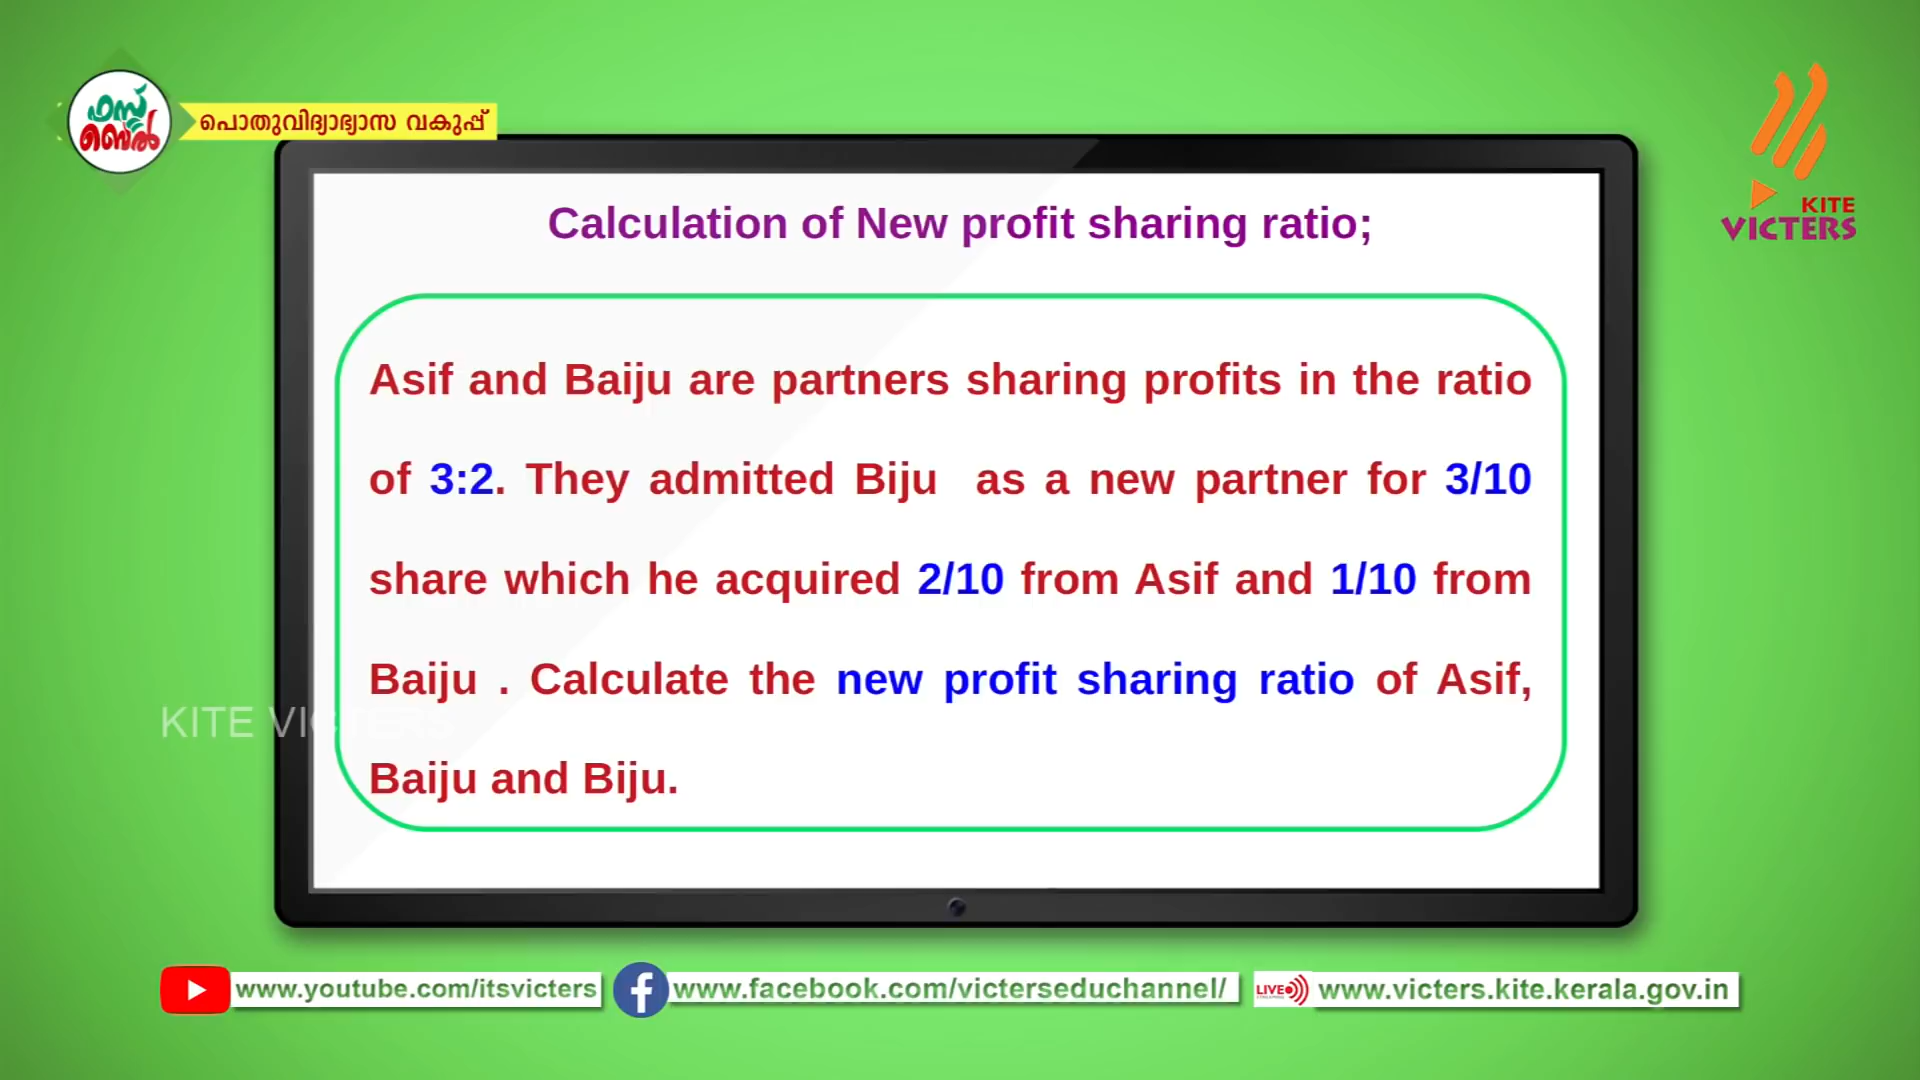 ഫസ്റ്റ്
ബെൽ
പൊതുവിദ്യാഭ്യാസ വകുപ്പ്
KITE
VICTERS
Calculation of New profit sharing ratio;
Asif and Baiju are partners sharing profits in the ratio
of 3:2. They admitted Biju as a new partner for 3/10
share which he acquired 2/10 from Asif and 1/10 from
Baiju . Calculate the new profit sharing ratio of Asif,
Baiju and Biju.
KITE VICTERS
www.youtube.com/itsvicters
www.facebook.com/victerseduchannel/
LIVE
www.victers.kite.kerala.gov.in